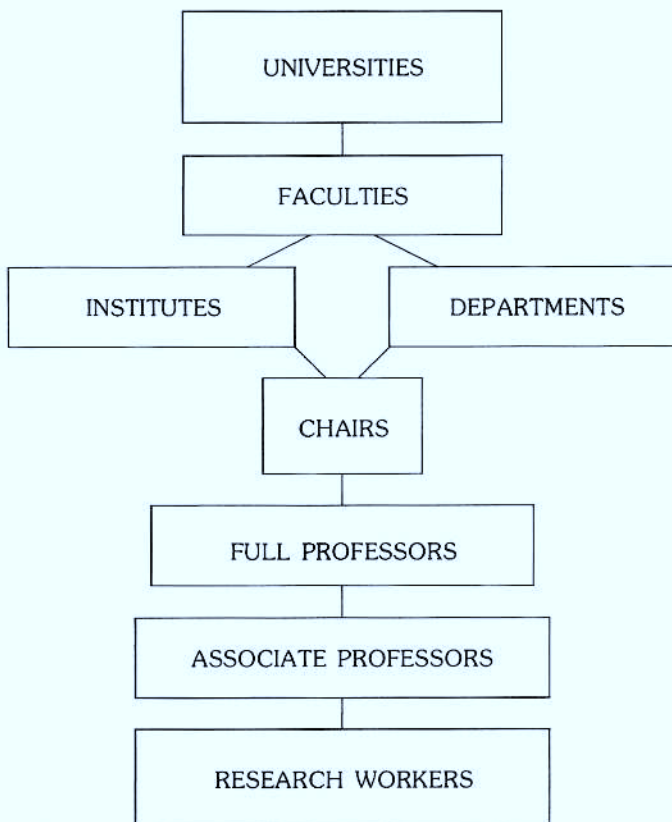 UNIVERSITIES
FACULTIES
INSTITUTES
DEPARTMENTS
CHAIRS
FULL PROFESSORS
ASSOCIATE PROFESSORS
RESEARCH WORKERS